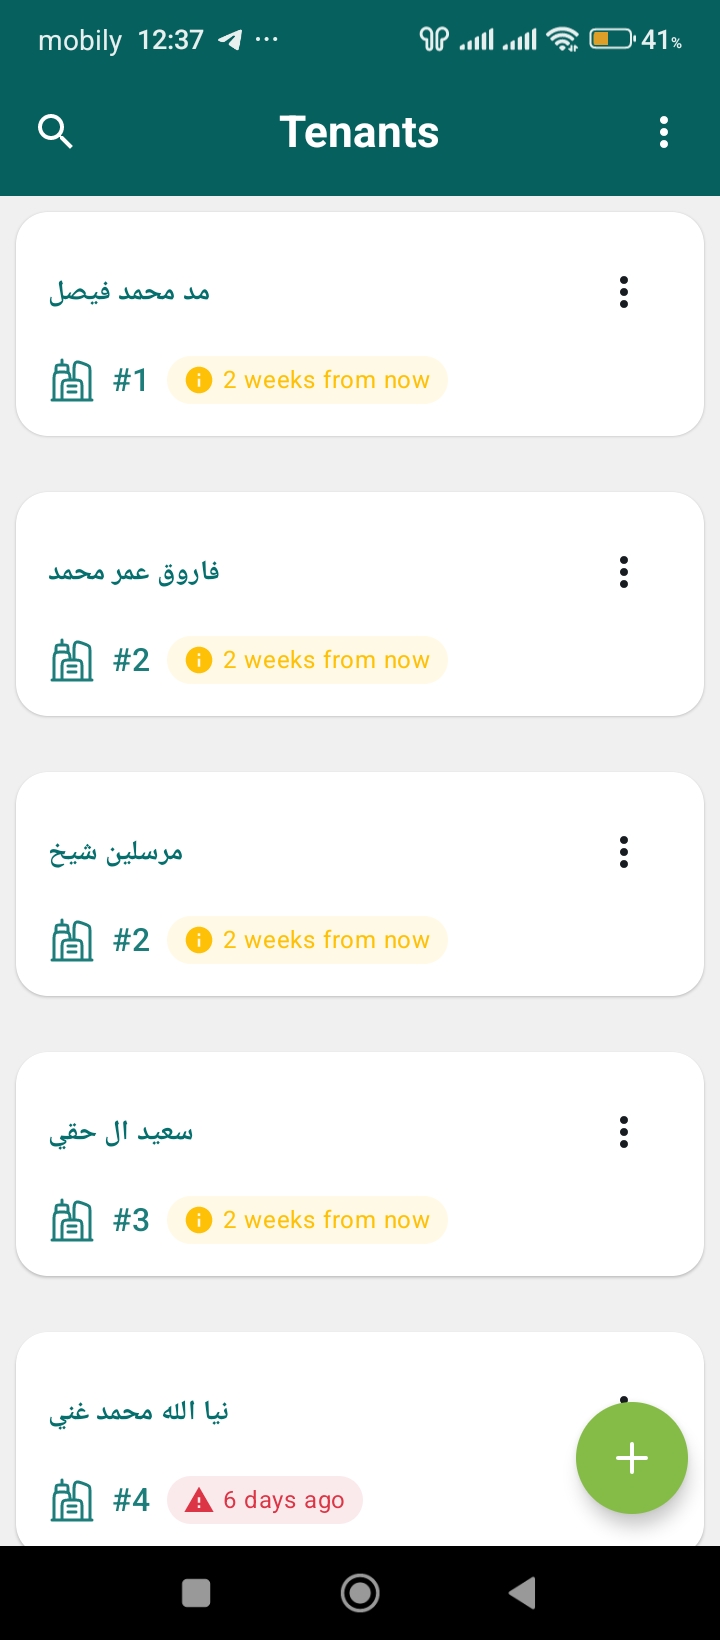 mobily 12:37 ... 41%
Tenants
مد محمد فيصل
#1 2 weeks from now
فاروق عمر محمد
#2 2 weeks from now
مرسلين شيخ
#2 2 weeks from now
سعيد ال حقي
#3 2 weeks from now
نيا الله محمد غني
#4 6 days ago